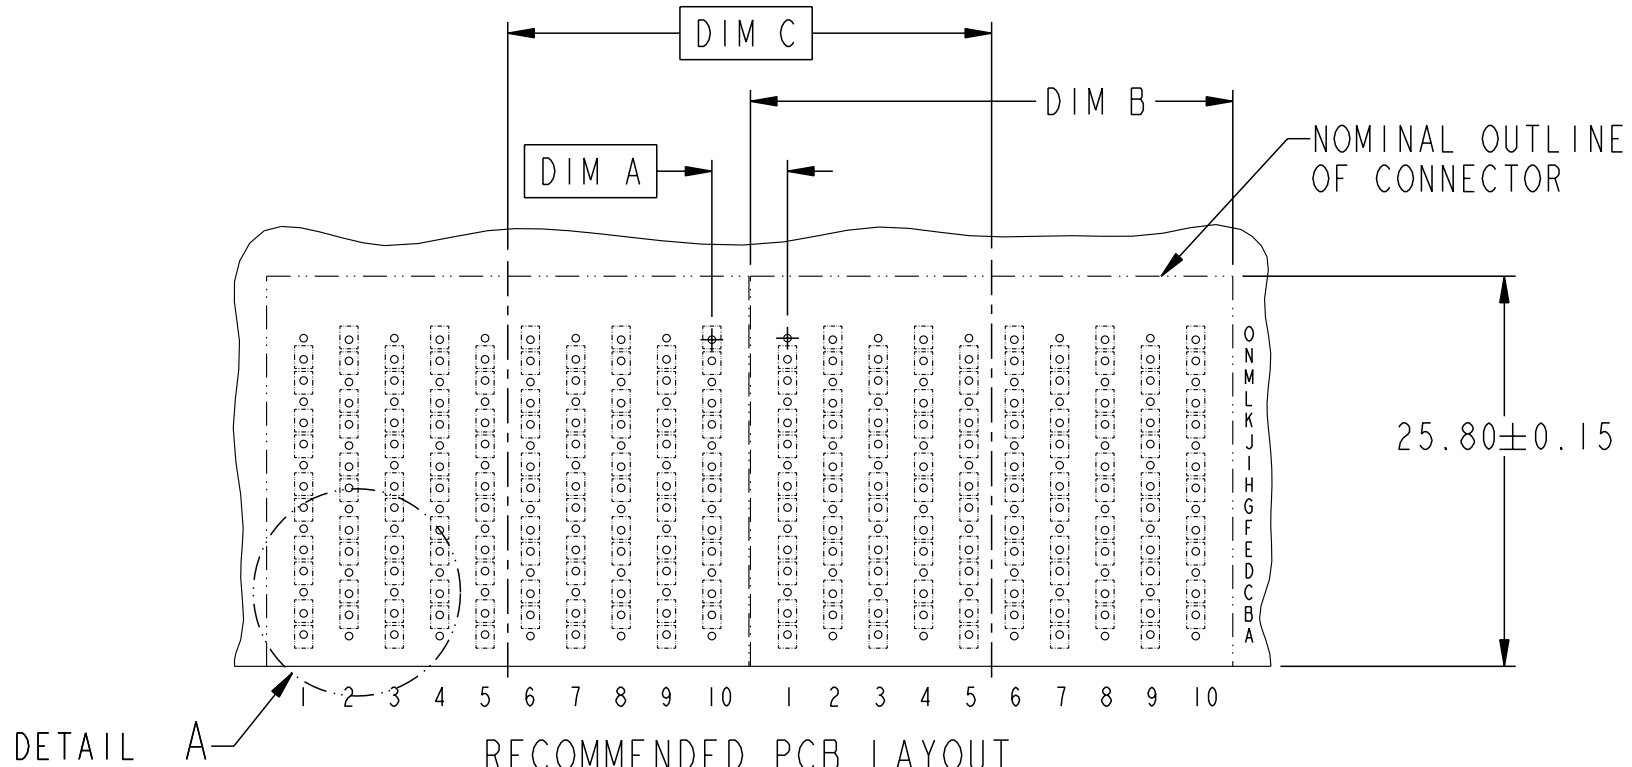 DIM C
DIM B
DIM A
NOMINAL OUTLINE
OF CONNECTOR
O
N
M
L
K
J
I
H
G
F
E
D
C
B
A
25.80±0.15
1 2 3 4 5 6 7 8 9 10 1 2 3 4 5 6 7 8 9 10
DETAIL A
RECOMMENDED PCB LAYOUT